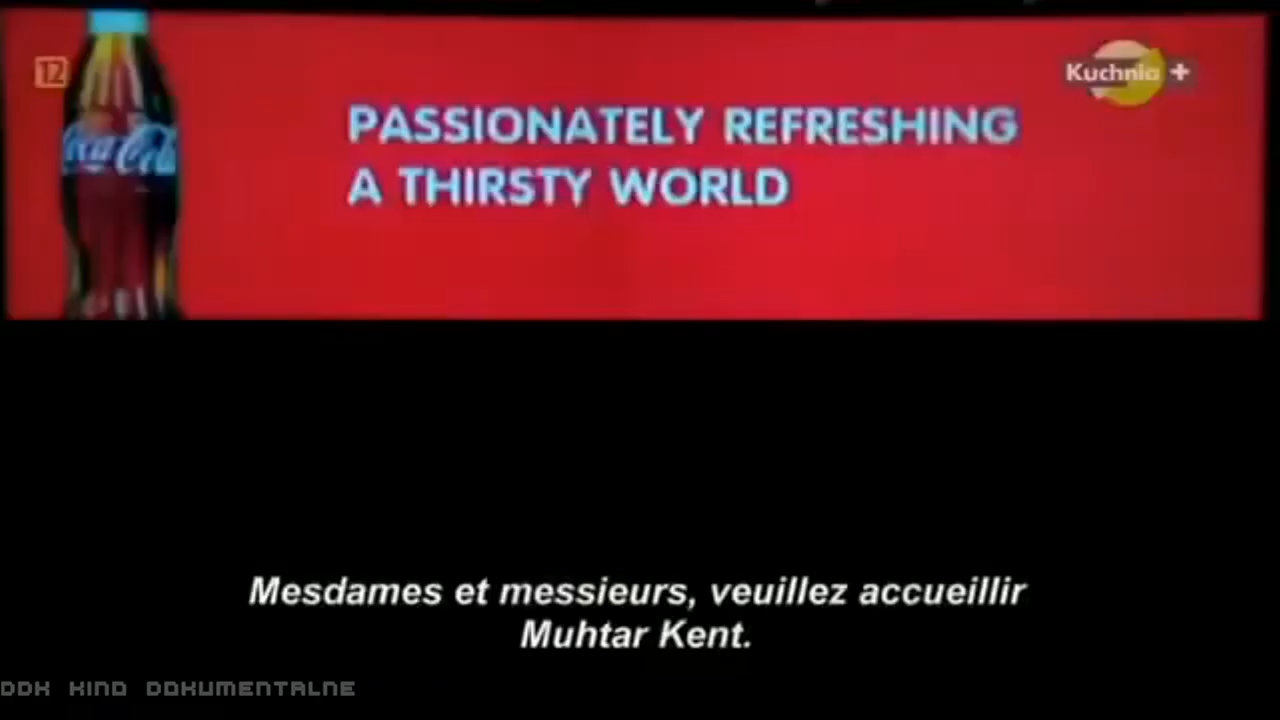 12
Kuchnia +
Coca-Cola
PASSIONATELY REFRESHING
A THIRSTY WORLD
Mesdames et messieurs, veuillez accueillir
Muhtar Kent.
DDK KINO DOKUMENTALNE